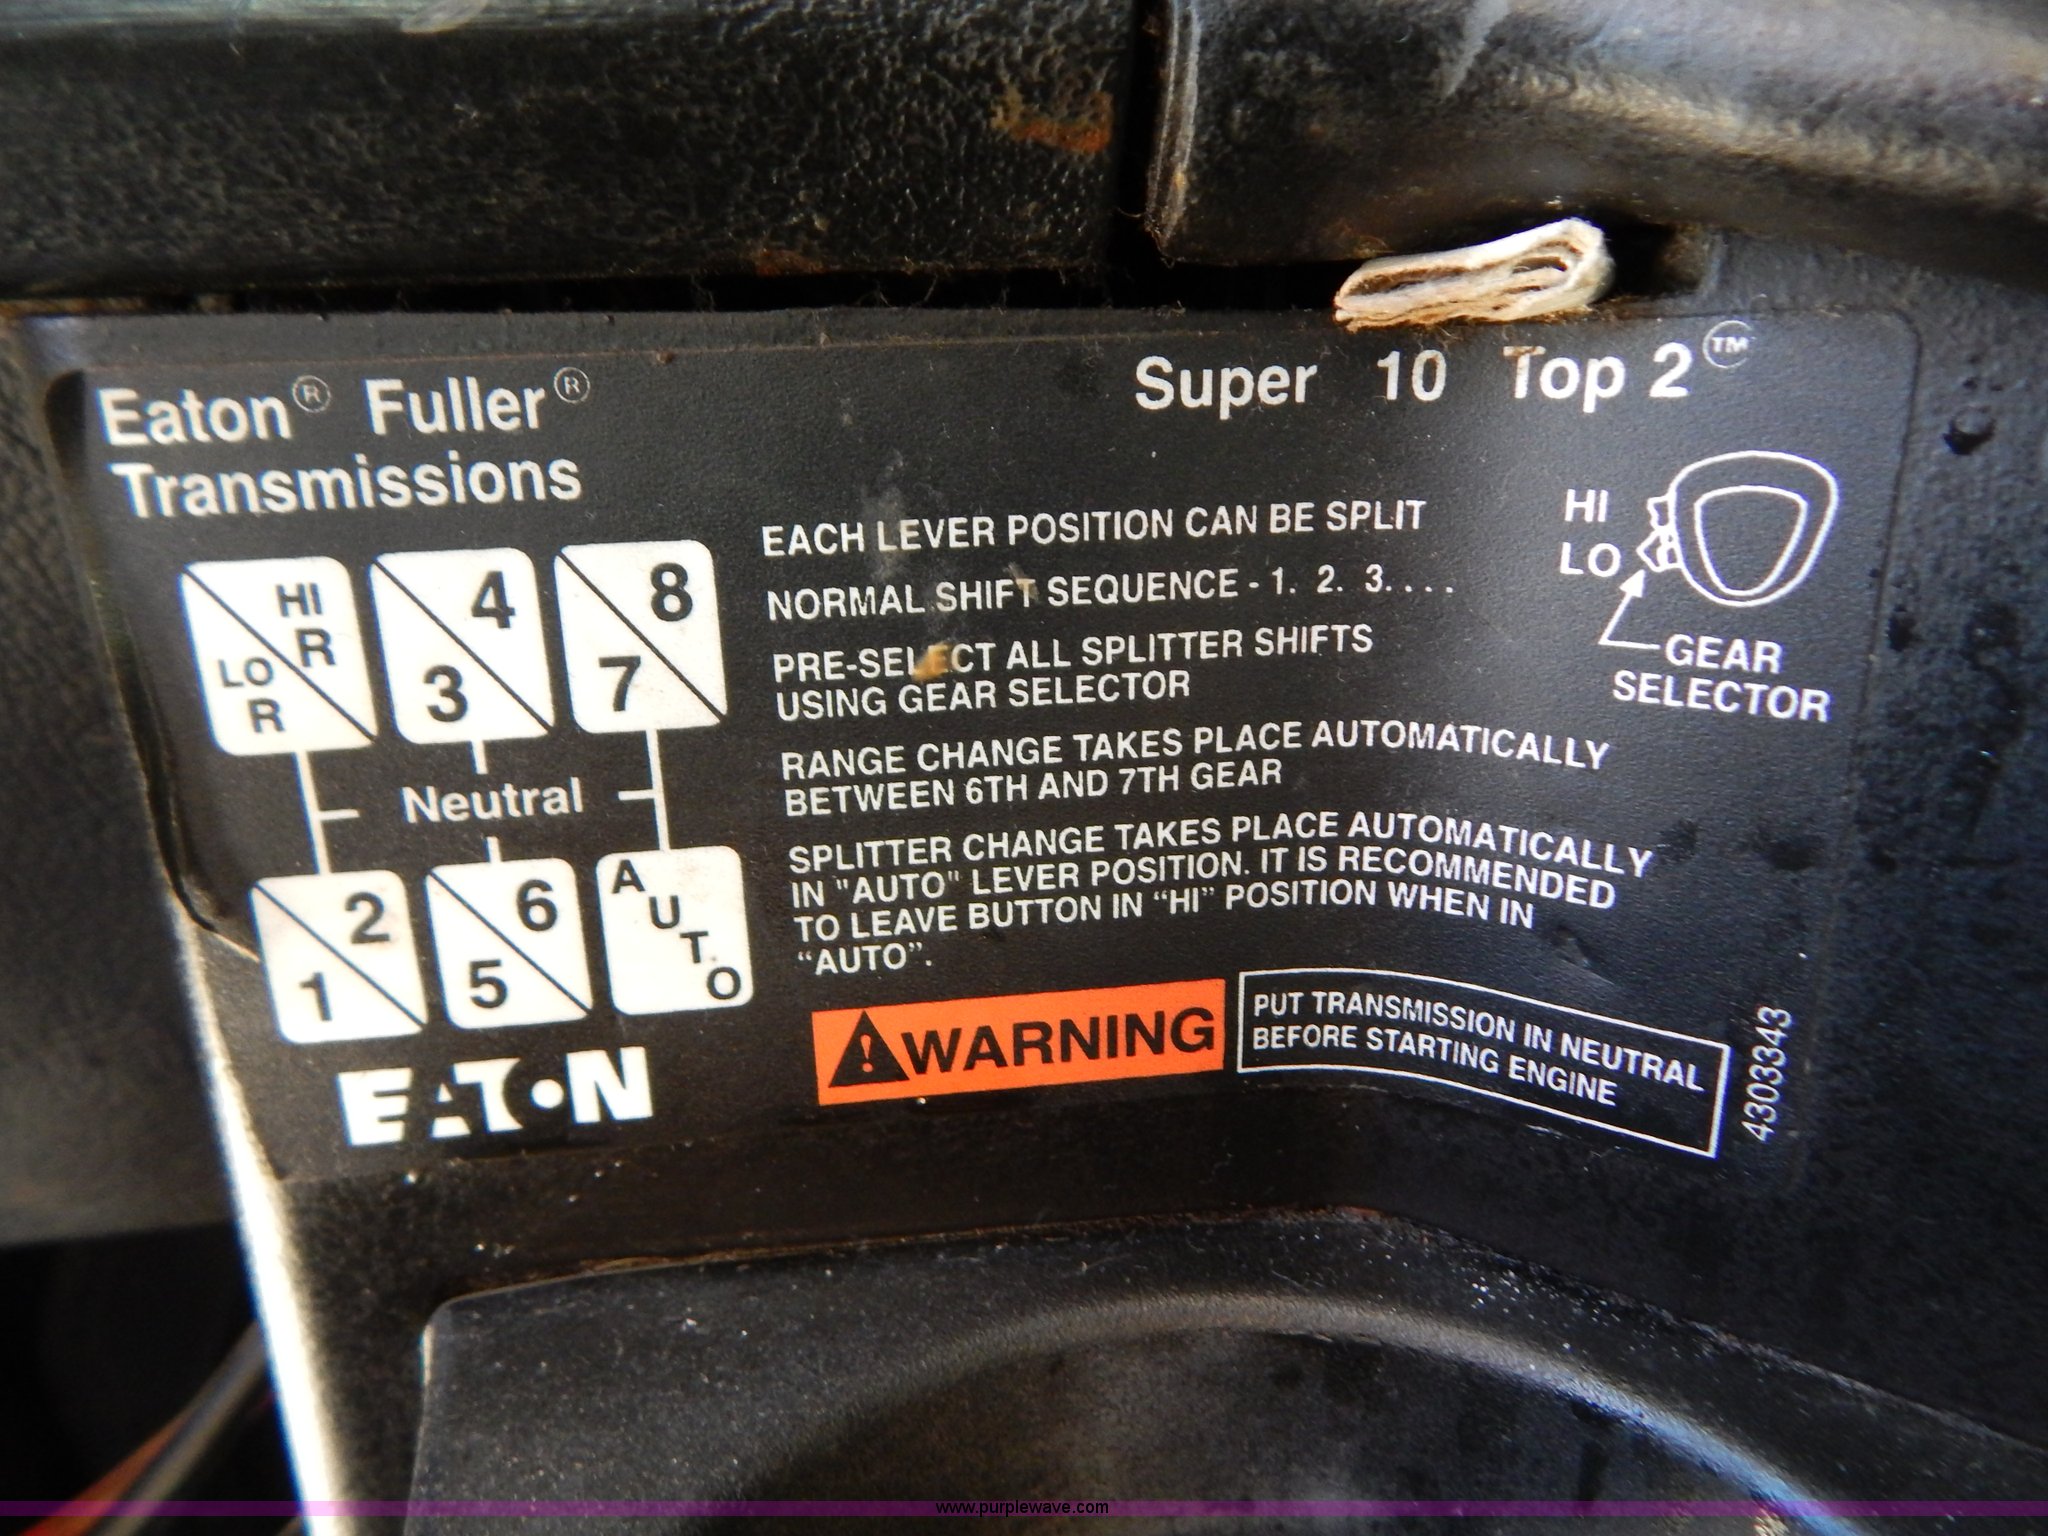 Eaton® Fuller®
Transmissions
Super 10 Top 2™
HI
R
LO
R
4
3
8
7
Neutral
2
1
6
5
A
U
T
O
EATON
EACH LEVER POSITION CAN BE SPLIT
NORMAL SHIFT SEQUENCE - 1. 2. 3. . . .
PRE-SELECT ALL SPLITTER SHIFTS
USING GEAR SELECTOR
RANGE CHANGE TAKES PLACE AUTOMATICALLY
BETWEEN 6TH AND 7TH GEAR
SPLITTER CHANGE TAKES PLACE AUTOMATICALLY
IN "AUTO" LEVER POSITION. IT IS RECOMMENDED
TO LEAVE BUTTON IN “HI” POSITION WHEN IN
“AUTO”.
HI
LO
GEAR
SELECTOR
WARNING
PUT TRANSMISSION IN NEUTRAL
BEFORE STARTING ENGINE
4303343
www.purplewave.com